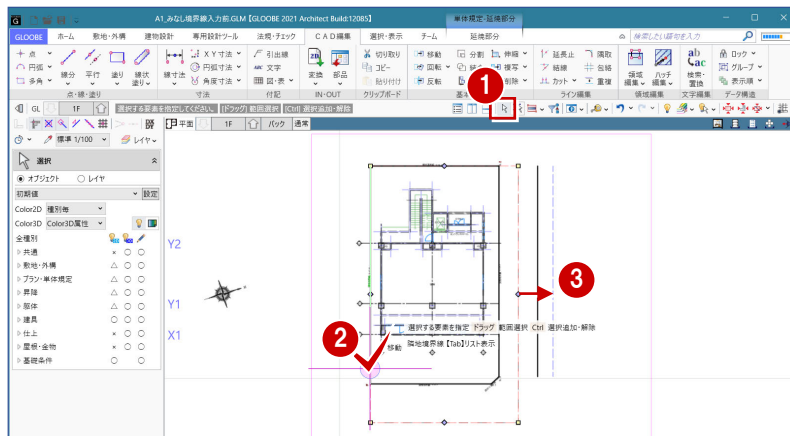 A1_みなし境界線入力前.GLM [GLOOBE 2021 Architect Build:12085]
単体規定-延焼部分
GLOOBE ホーム 敷地・外構 建物設計 専用設計ツール 法規・チェック CAD編集 選択・表示 チーム 延焼部分
検索したい語句を入力
点 線分 平行 塗り 線状塗り
円弧
多角
点・線・塗り
線寸法 XY寸法 円弧寸法 角度寸法
寸法
引出線
ABC 文字
図・表
付記
変換 部品
IN・OUT
切り取り
コピー
貼り付け
クリップボード
移動 分割 伸縮
回転 複写
反転 削除
延長止 隅取
結線 包絡
カット 重複
ライン編集
領域編集 ハッチ編集
領域編集
検索・置換
文字編集
ロック
グループ
表示順
データ構造
GL 1F 選択する要素を指定してください。 [ドラッグ] 範囲選択 [Ctrl] 選択追加・解除
標準 1/100 レイヤ
平面 1F バック 通常
選択
オブジェクト レイヤ
初期値 設定
Color2D 種別毎
Color3D Color3D属性
全種別
共通
敷地・外構
プラン・単体規定
昇降
躯体
建具
仕上
屋根・金物
基礎条件
Y2
Y1
X1
1
2
3
選択する要素を指定 ドラッグ 範囲選択 Ctrl 選択追加・解除
移動
隣地境界線 【Tab】リスト表示